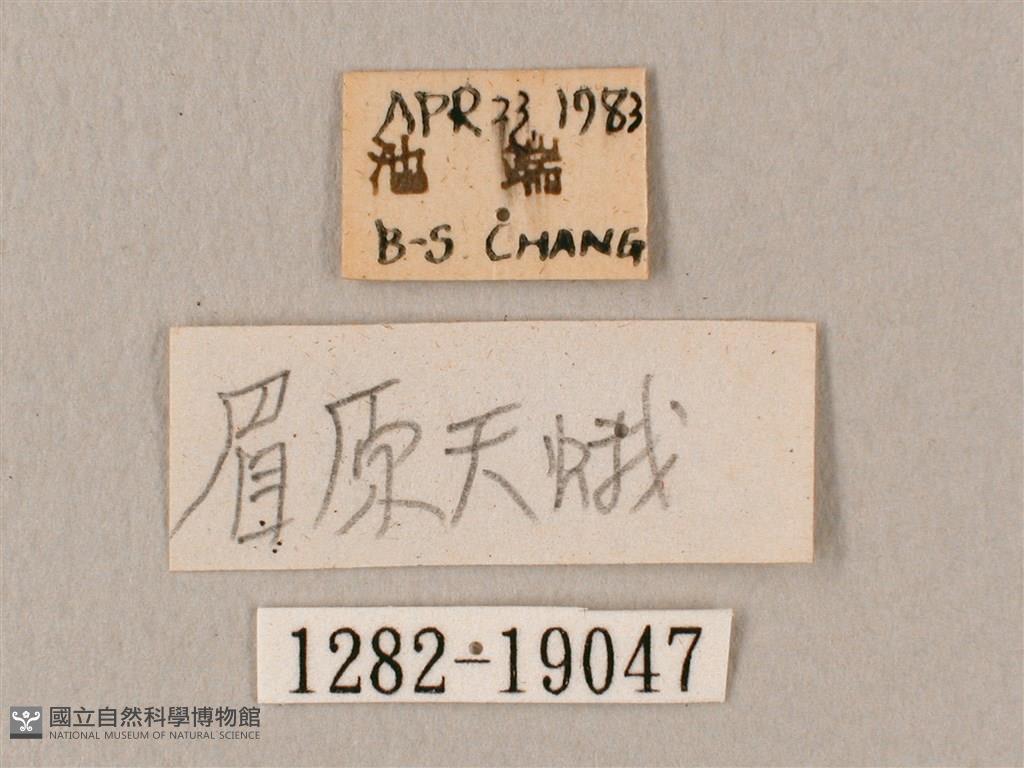 APR 23 1983
池 端
B-S. CHANG
眉原天蛾
1282-19047
國立自然科學博物館
NATIONAL MUSEUM OF NATURAL SCIENCE